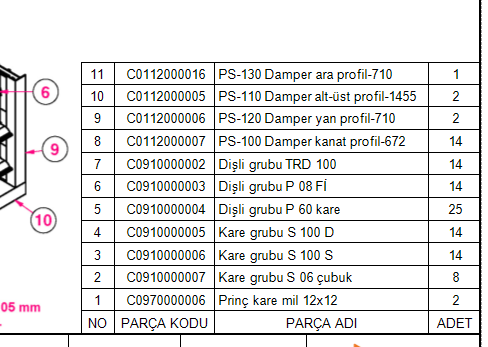 11 C0112000016 PS-130 Damper ara profil-710 1
10 C0112000005 PS-110 Damper alt-üst profil-1455 2
9 C0112000006 PS-120 Damper yan profil-710 2
8 C0112000007 PS-100 Damper kanat profil-672 14
7 C0910000002 Dişli grubu TRD 100 14
6 C0910000003 Dişli grubu P 08 Fİ 14
5 C0910000004 Dişli grubu P 60 kare 25
4 C0910000005 Kare grubu S 100 D 14
3 C0910000006 Kare grubu S 100 S 14
2 C0910000007 Kare grubu S 06 çubuk 8
1 C0970000006 Prinç kare mil 12x12 2
NO PARÇA KODU PARÇA ADI ADET
6
9
10
05 mm